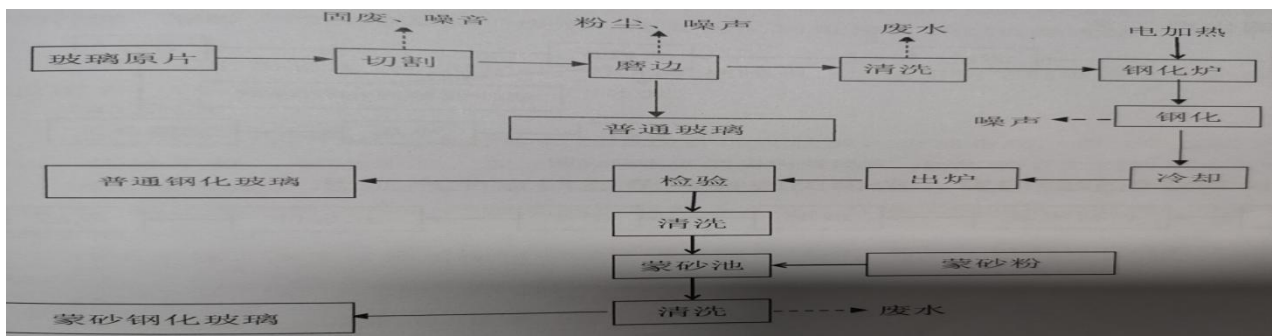 固废、噪音
粉尘、噪声
废水
电加热
玻璃原片
切割
磨边
清洗
钢化炉
普通玻璃
噪声
钢化
普通钢化玻璃
检验
出炉
冷却
清洗
蒙砂池
蒙砂粉
蒙砂钢化玻璃
清洗
废水